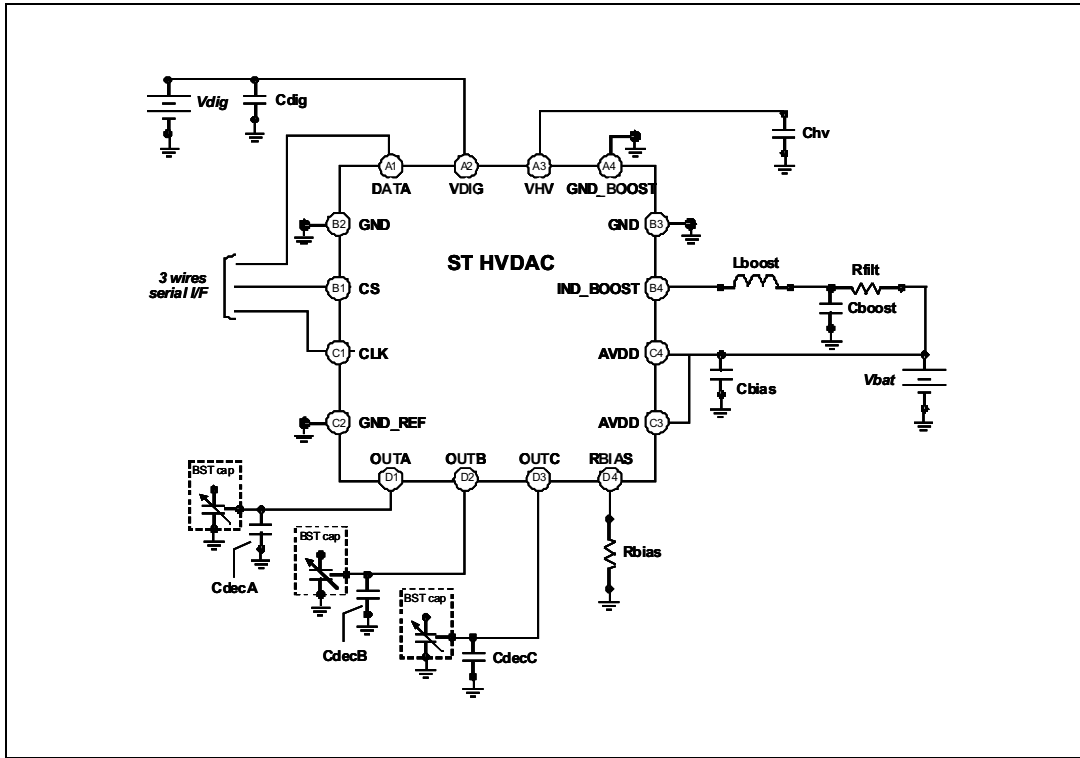 Vdig
Cdig
Chv
A1
A2
A3
A4
DATA
VDIG
VHV
GND_BOOST
B2
GND
GND
B3
ST HVDAC
3 wires
serial I/F
B1
CS
IND_BOOST
B4
Lboost
Rfilt
Cboost
C1
CLK
AVDD
C4
Cbias
Vbat
C2
GND_REF
AVDD
C3
OUTA
OUTB
OUTC
RBIAS
D1
D2
D3
D4
BST cap
CdecA
BST cap
CdecB
BST cap
CdecC
Rbias